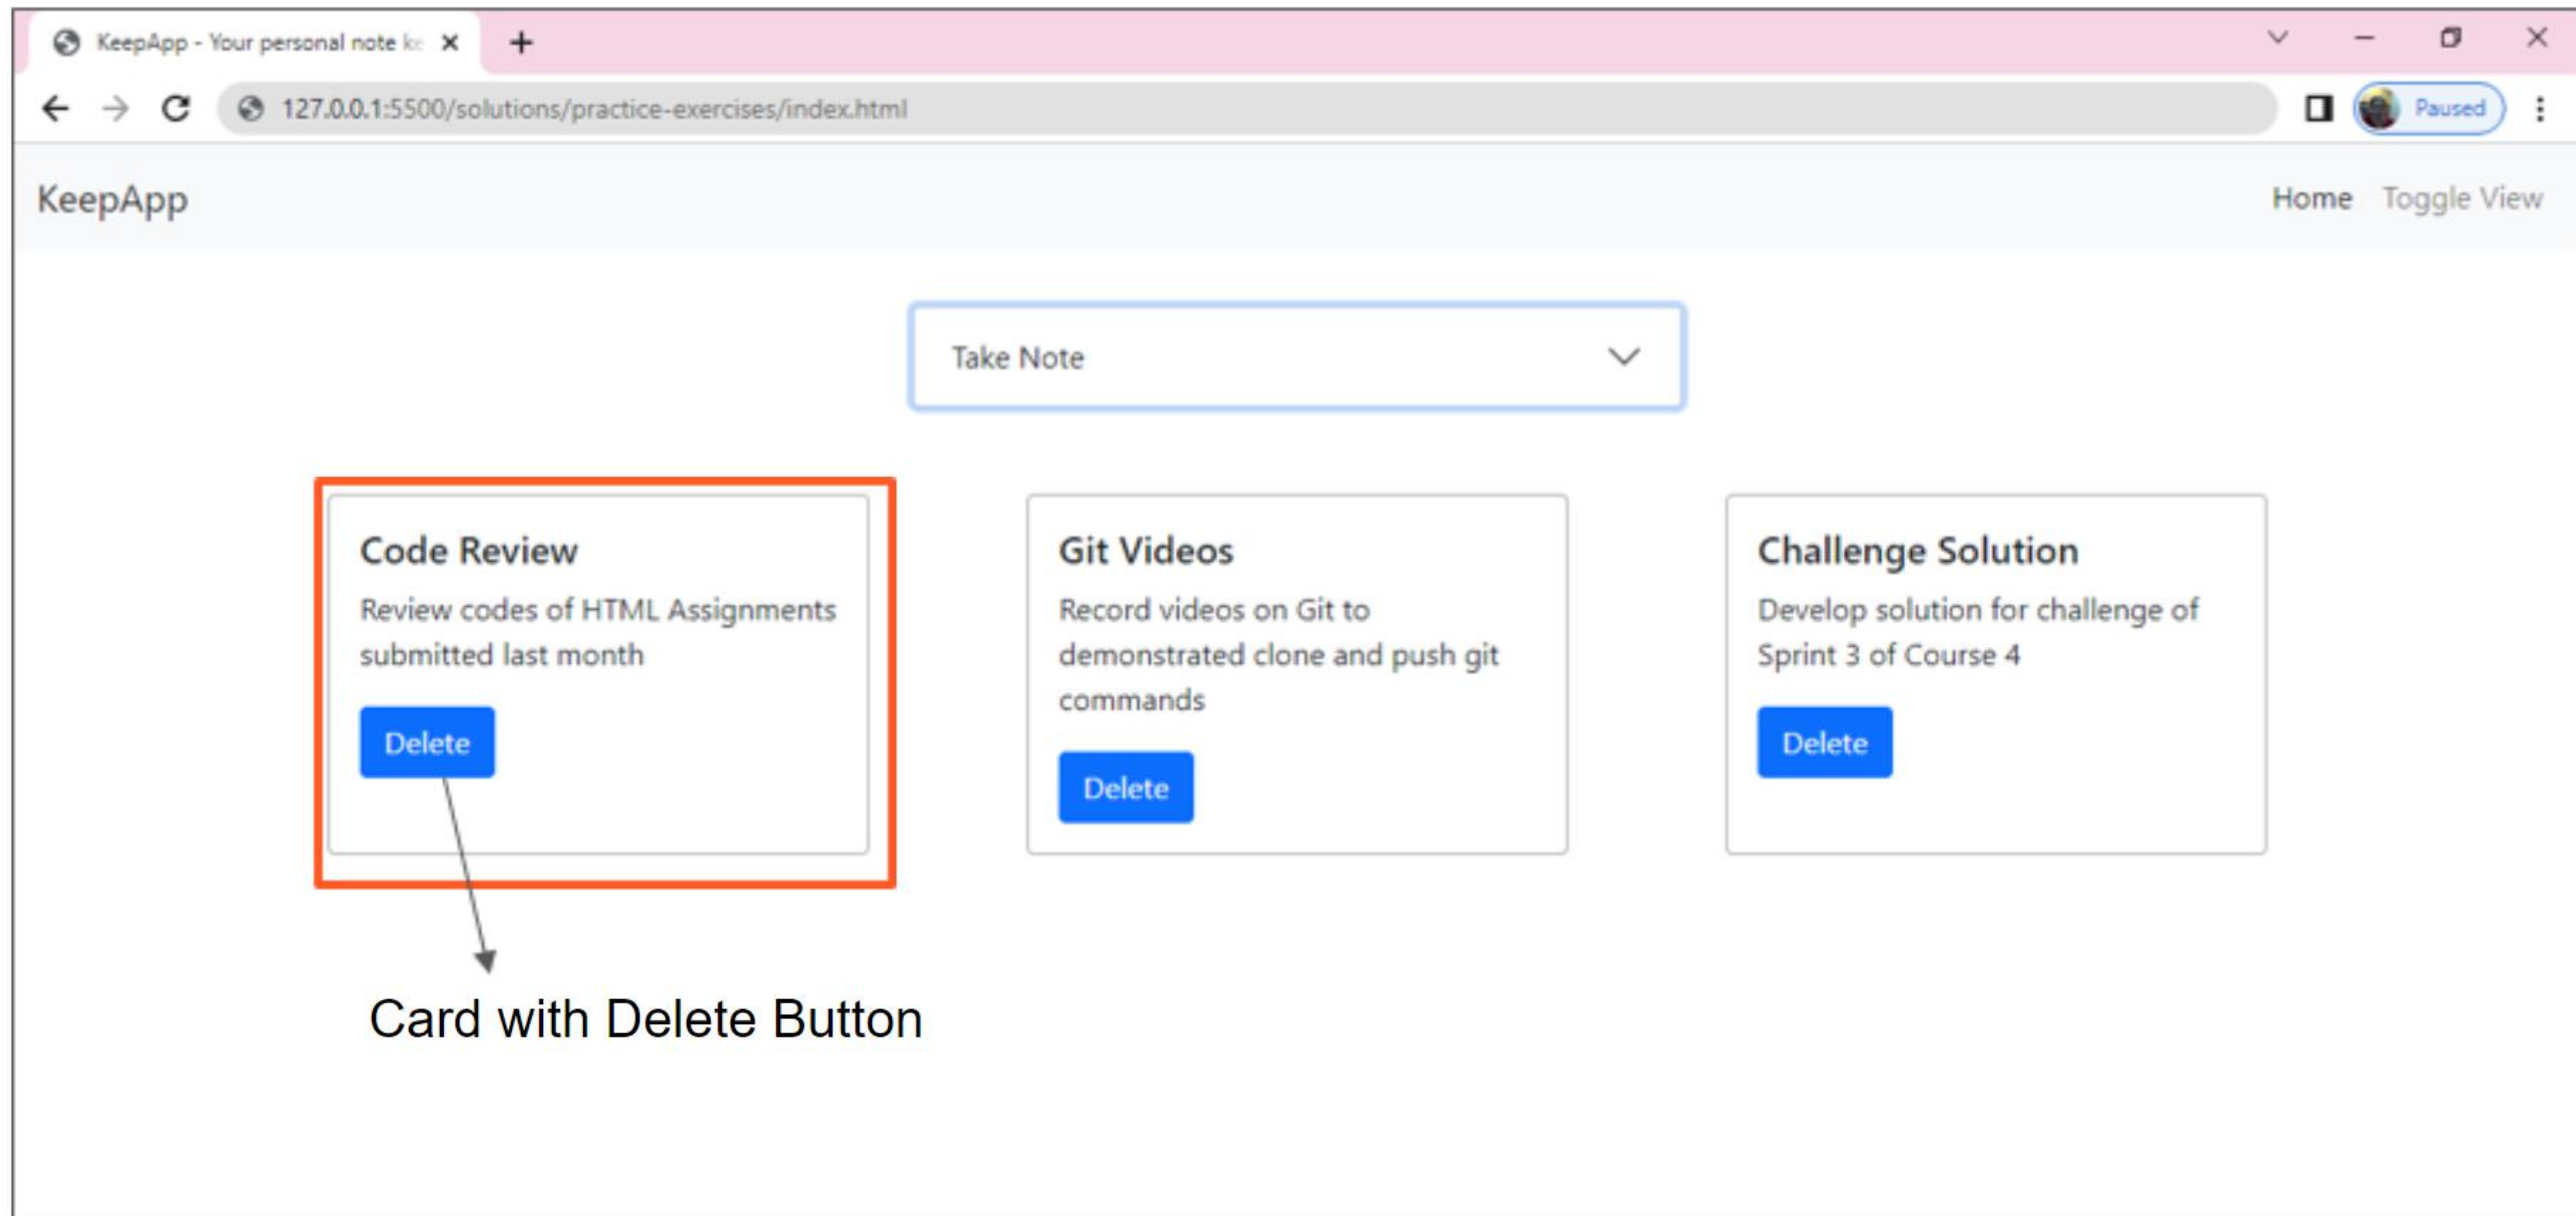 KeepApp - Your personal note ke
127.0.0.1:5500/solutions/practice-exercises/index.html
Paused
KeepApp
Home Toggle View
Take Note
Code Review
Review codes of HTML Assignments
submitted last month
Delete
Git Videos
Record videos on Git to
demonstrated clone and push git
commands
Delete
Challenge Solution
Develop solution for challenge of
Sprint 3 of Course 4
Delete
Card with Delete Button